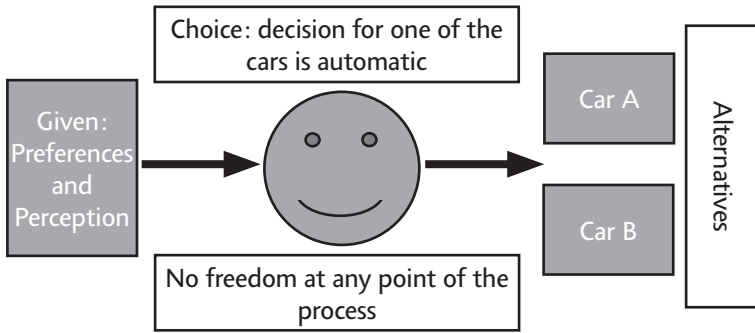 Choice: decision for one of the
cars is automatic
Given:
Preferences
and
Perception
Car A
Car B
Alternatives
No freedom at any point of the
process